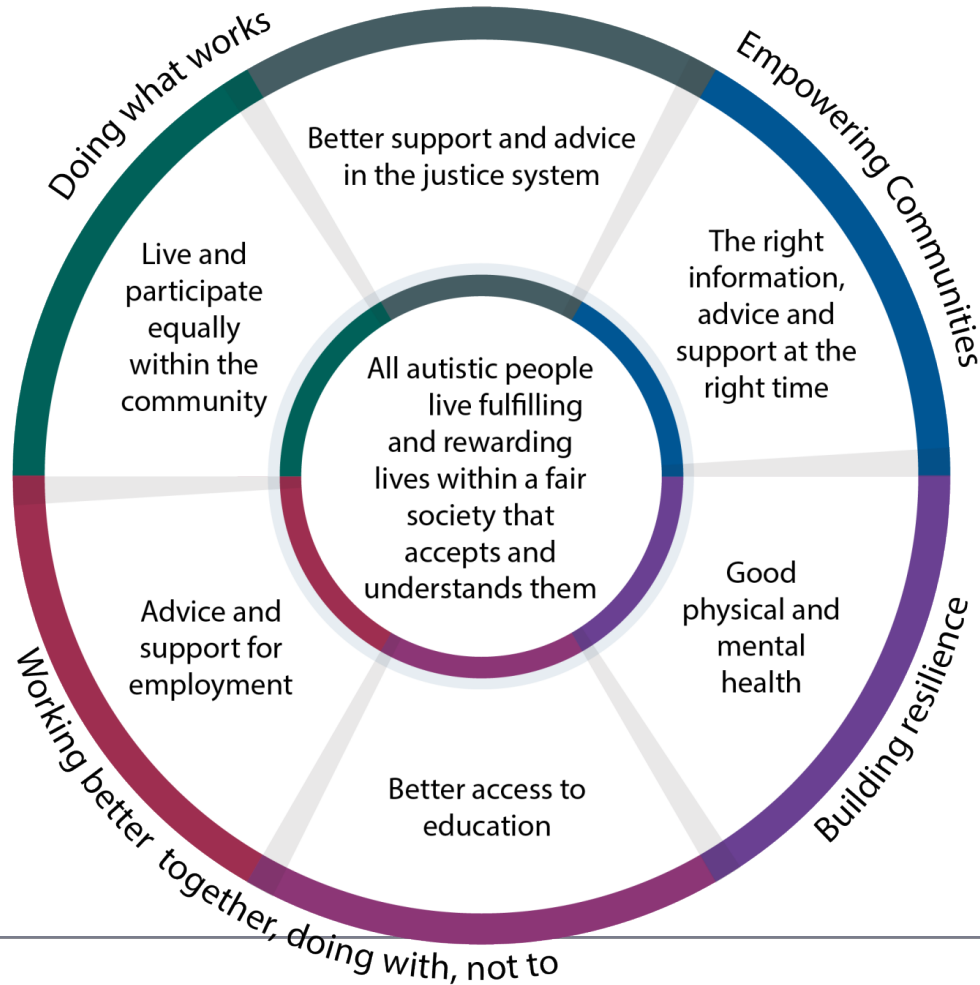 Doing what works
Empowering Communities
Better support and advice
in the justice system
Live and
participate
equally
within the
community
The right
information,
advice and
support at the
right time
All autistic people
live fulfilling
and rewarding
lives within a fair
society that
accepts and
understands them
Advice and
support for
employment
Good
physical and
mental
health
Better access to
education
Building resilience
Working better together, doing with, not to